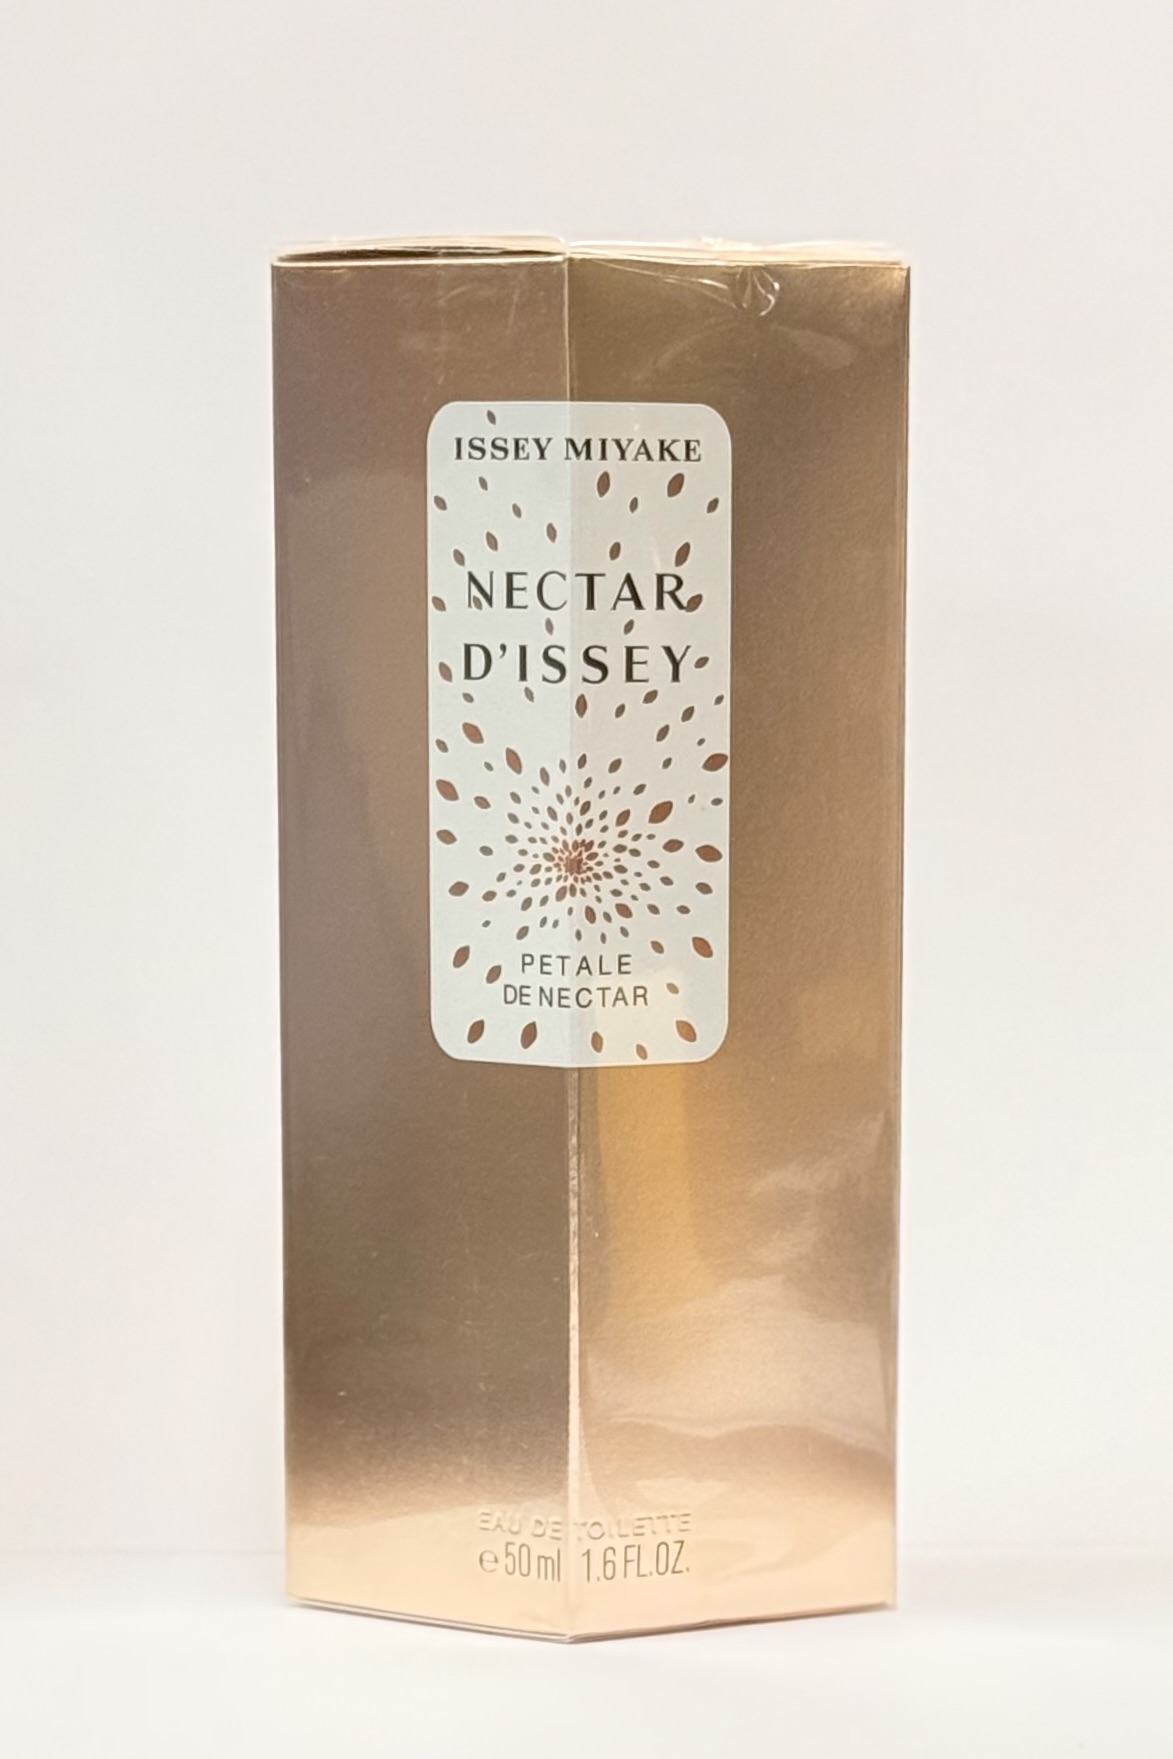 ISSEY MIYAKE
NECTAR
D'ISSEY
PETALE
DE NECTAR
EAU DE TOILETTE
e 50 ml 1.6 FL.OZ.